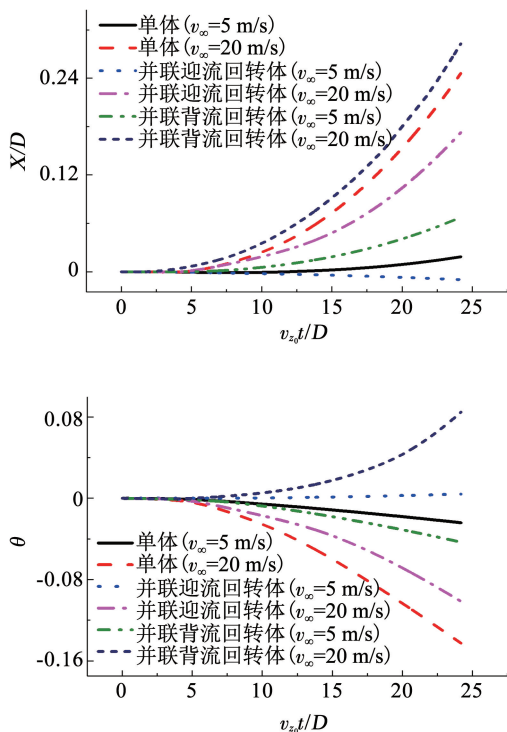 单体(v∞=5 m/s)
单体(v∞=20 m/s)
并联迎流回转体(v∞=5 m/s)
并联迎流回转体(v∞=20 m/s)
并联背流回转体(v∞=5 m/s)
并联背流回转体(v∞=20 m/s)
X/D
0.24
0.12
0
0 5 10 15 20 25
vz0t/D
0.08
0
-0.08
-0.16
θ
单体(v∞=5 m/s)
单体(v∞=20 m/s)
并联迎流回转体(v∞=5 m/s)
并联迎流回转体(v∞=20 m/s)
并联背流回转体(v∞=5 m/s)
并联背流回转体(v∞=20 m/s)
0 5 10 15 20 25
vz0t/D